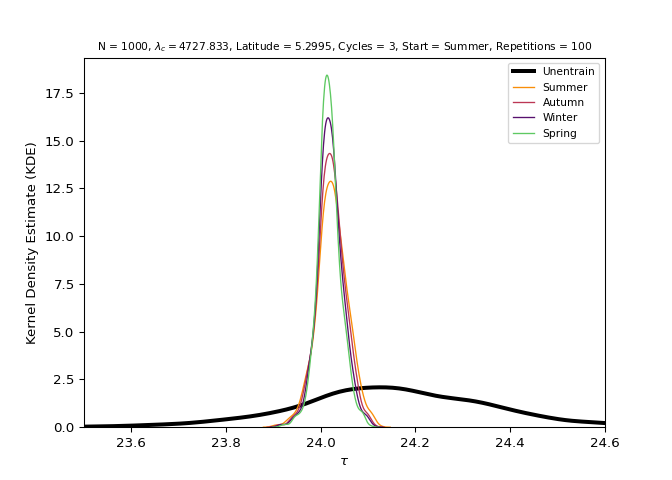 N = 1000, λc = 4727.833, Latitude = 5.2995, Cycles = 3, Start = Summer, Repetitions = 100
Kernel Density Estimate (KDE)
17.5
15.0
12.5
10.0
7.5
5.0
2.5
0.0
Unentrain
Summer
Autumn
Winter
Spring
23.6 23.8 24.0 24.2 24.4 24.6
τ